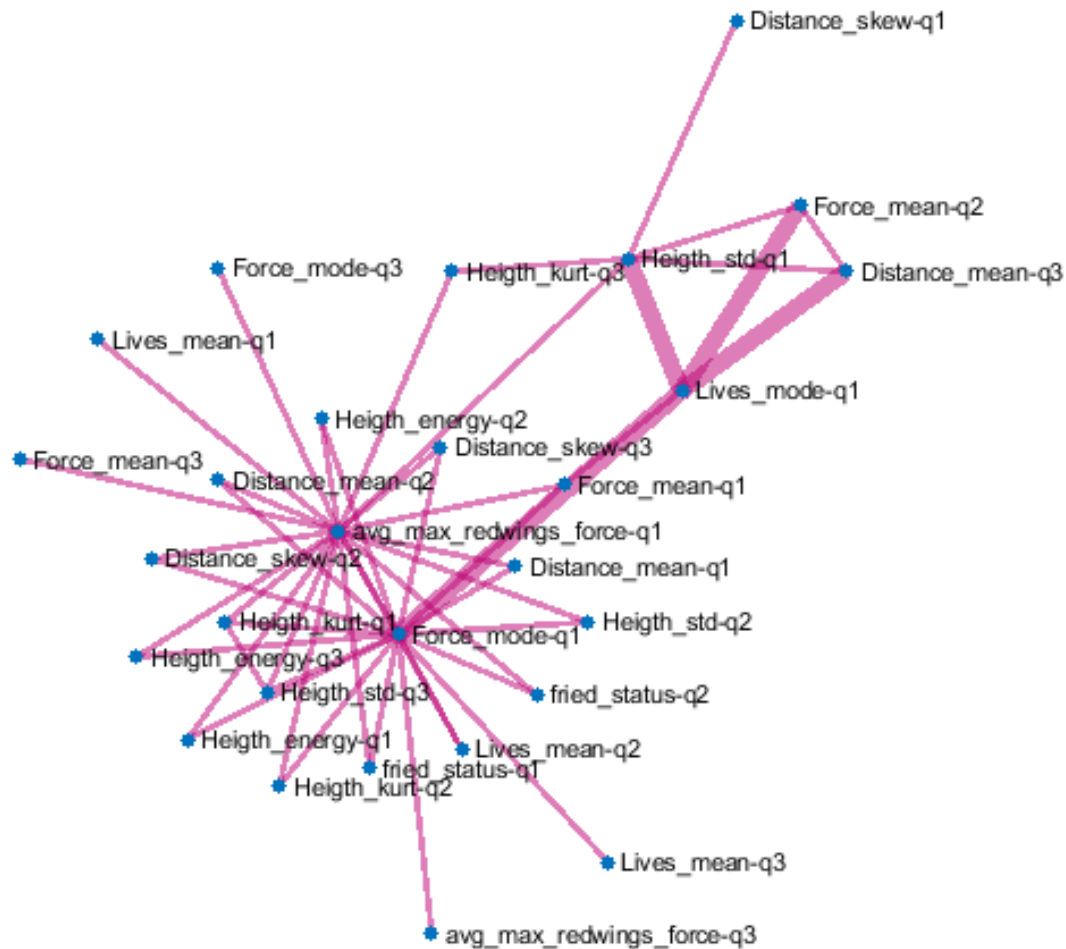 Distance_skew-q1
Force_mean-q2
Heigth_std-q1
Force_mode-q3
Heigth_kurt-q3
Distance_mean-q3
Lives_mean-q1
Lives_mode-q1
Heigth_energy-q2
Distance_skew-q3
Force_mean-q3
Distance_mean-q2
Force_mean-q1
avg_max_redwings_force-q1
Distance_skew-q2
Distance_mean-q1
Heigth_kurt-q1
Heigth_std-q2
Force_mode-q1
Heigth_energy-q3
Heigth_std-q3
fried_status-q2
Heigth_energy-q1
Lives_mean-q2
fried_status-q1
Heigth_kurt-q2
Lives_mean-q3
avg_max_redwings_force-q3